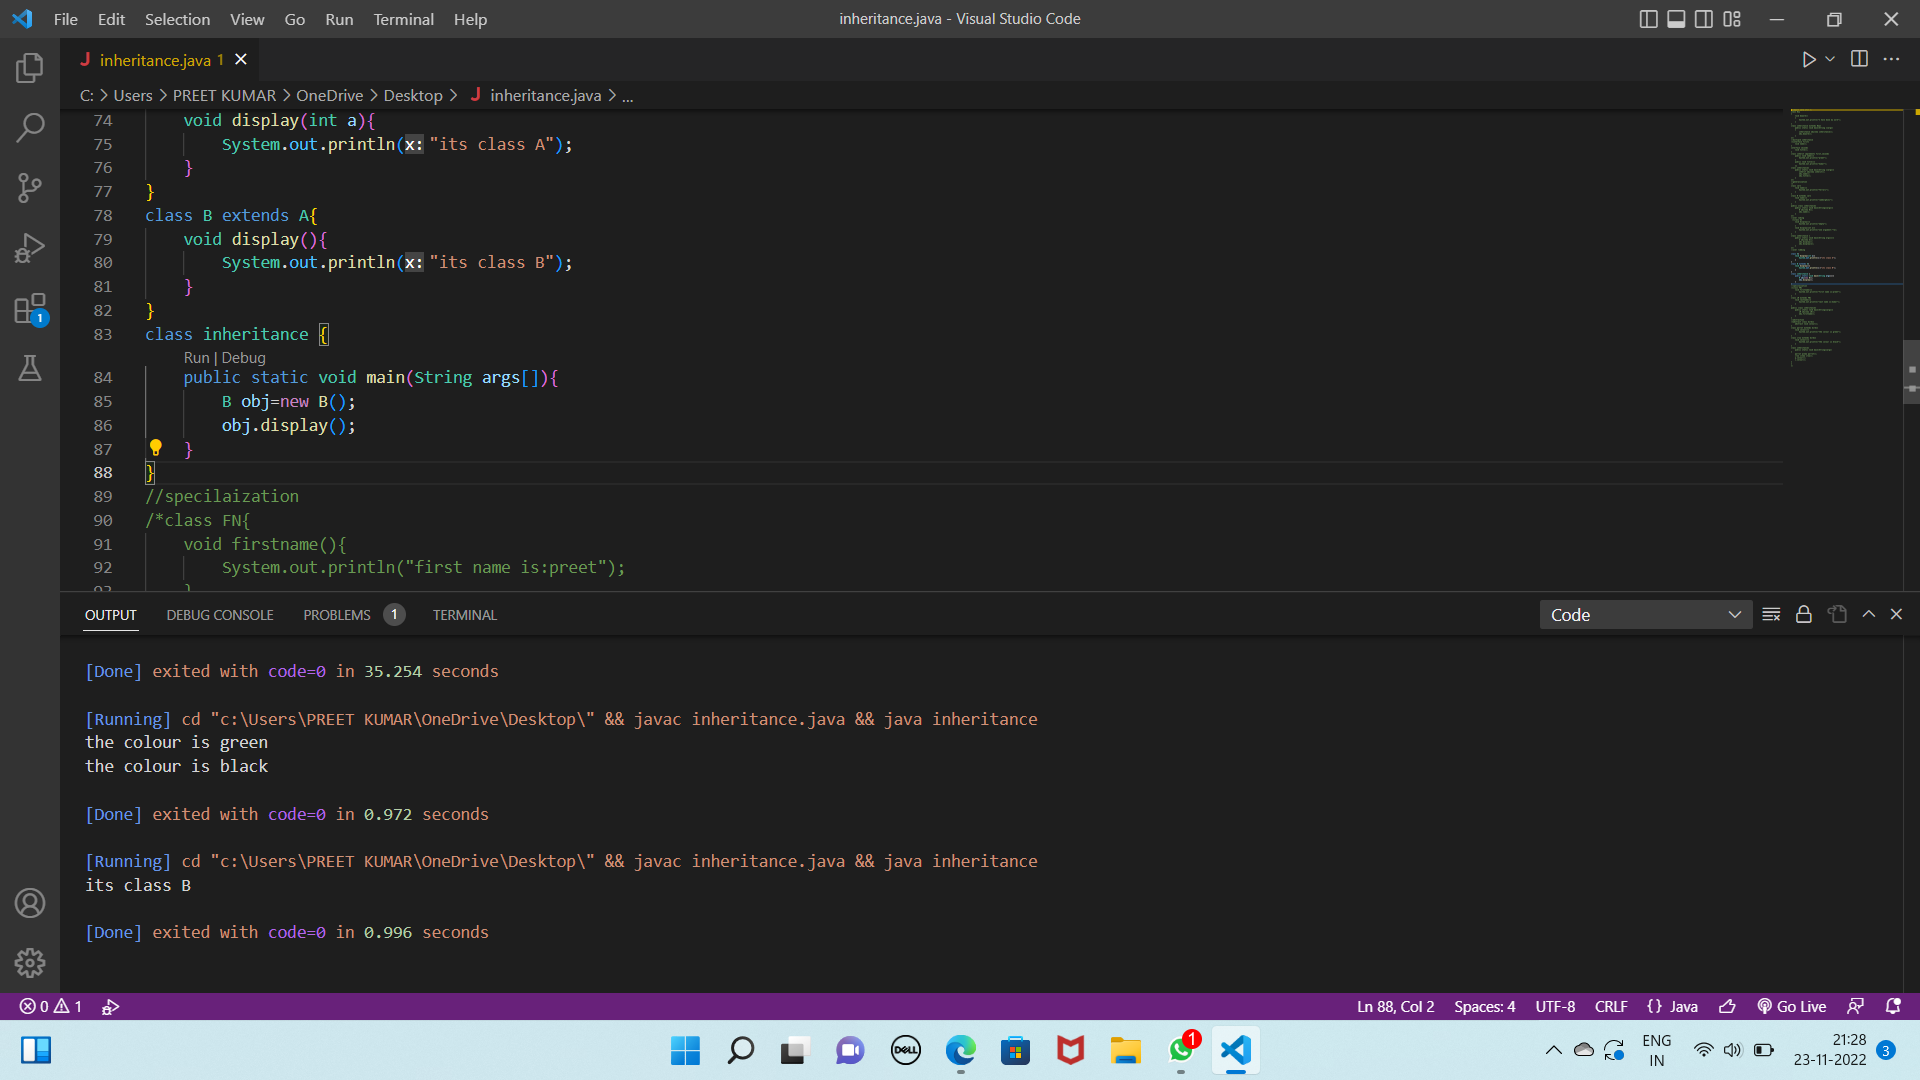 File Edit Selection View Go Run Terminal Help
inheritance.java - Visual Studio Code
J inheritance.java 1
C: > Users > PREET KUMAR > OneDrive > Desktop > J inheritance.java > ...
74 void display(int a){
75 System.out.println(x: "its class A");
76 }
77 }
78 class B extends A{
79 void display(){
80 System.out.println(x: "its class B");
81 }
82 }
83 class inheritance {
Run | Debug
84 public static void main(String args[]){
85 B obj=new B();
86 obj.display();
87 }
88 }
89 //specilaization
90 /*class FN{
91 void firstname(){
92 System.out.println("first name is:preet");
93 }
1
OUTPUT DEBUG CONSOLE PROBLEMS 1 TERMINAL
Code
[Done] exited with code=0 in 35.254 seconds
[Running] cd "c:\Users\PREET KUMAR\OneDrive\Desktop\" && javac inheritance.java && java inheritance
the colour is green
the colour is black
[Done] exited with code=0 in 0.972 seconds
[Running] cd "c:\Users\PREET KUMAR\OneDrive\Desktop\" && javac inheritance.java && java inheritance
its class B
[Done] exited with code=0 in 0.996 seconds
0 1
Ln 88, Col 2 Spaces: 4 UTF-8 CRLF {} Java Go Live
DELL
1
ENG
IN
21:28
23-11-2022
3